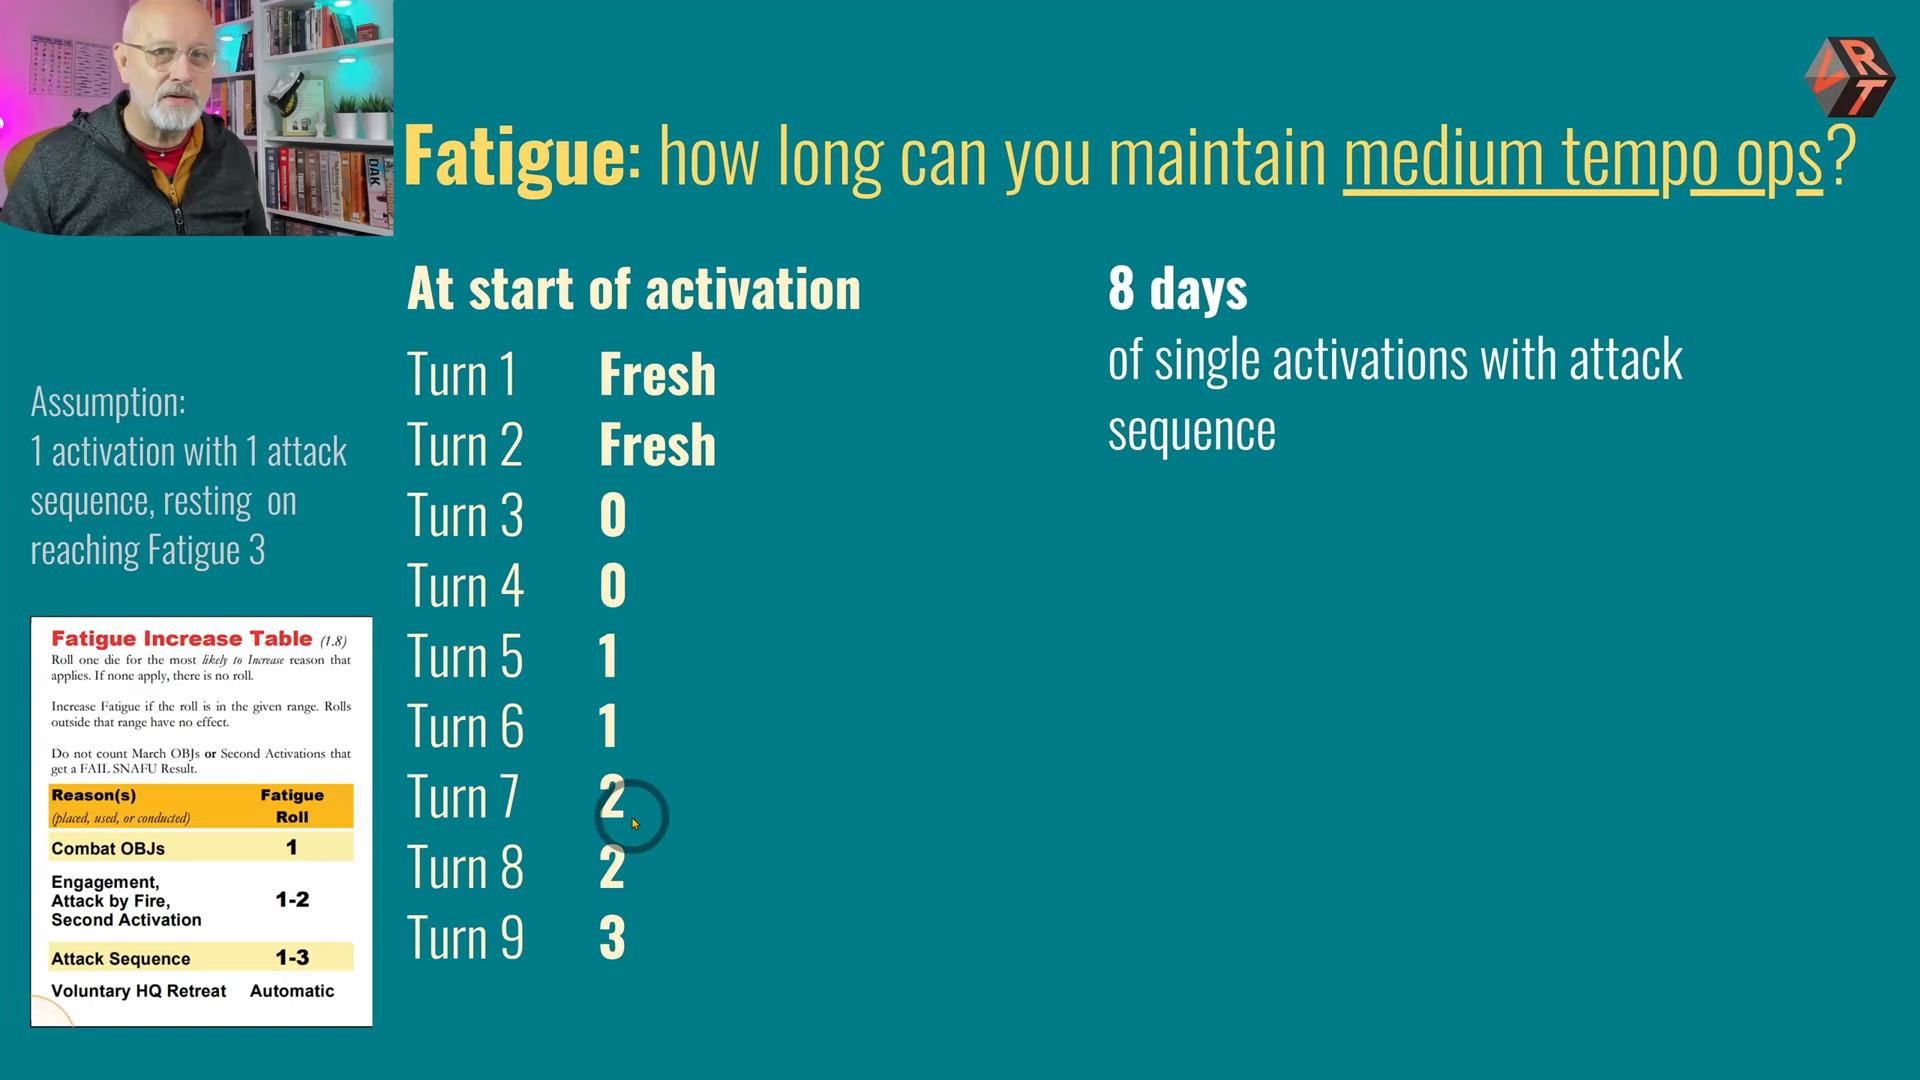 DAK
VRT
Fatigue: how long can you maintain medium tempo ops?
At start of activation
Turn 1 Fresh
Turn 2 Fresh
Turn 3 0
Turn 4 0
Turn 5 1
Turn 6 1
Turn 7 2
Turn 8 2
Turn 9 3
8 days
of single activations with attack
sequence
Assumption:
1 activation with 1 attack
sequence, resting on
reaching Fatigue 3
Fatigue Increase Table (1.8)
Roll one die for the most likely to Increase reason that
applies. If none apply, there is no roll.
Increase Fatigue if the roll is in the given range. Rolls
outside that range have no effect.
Do not count March OBJs or Second Activations that
get a FAIL SNAFU Result.
Reason(s) Fatigue
(placed, used, or conducted) Roll
Combat OBJs 1
Engagement,
Attack by Fire, 1-2
Second Activation
Attack Sequence 1-3
Voluntary HQ Retreat Automatic